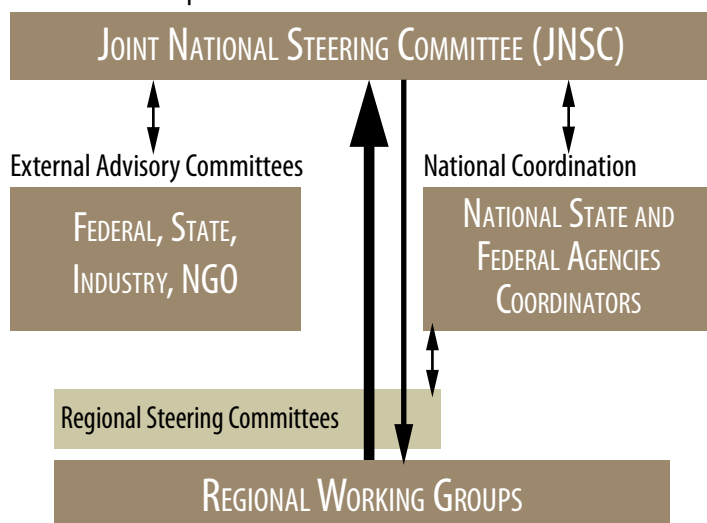 Joint National Steering Committee (JNSC)
External Advisory Committees
Federal, State,
Industry, NGO
National Coordination
National State and
Federal Agencies
Coordinators
Regional Steering Committees
Regional Working Groups